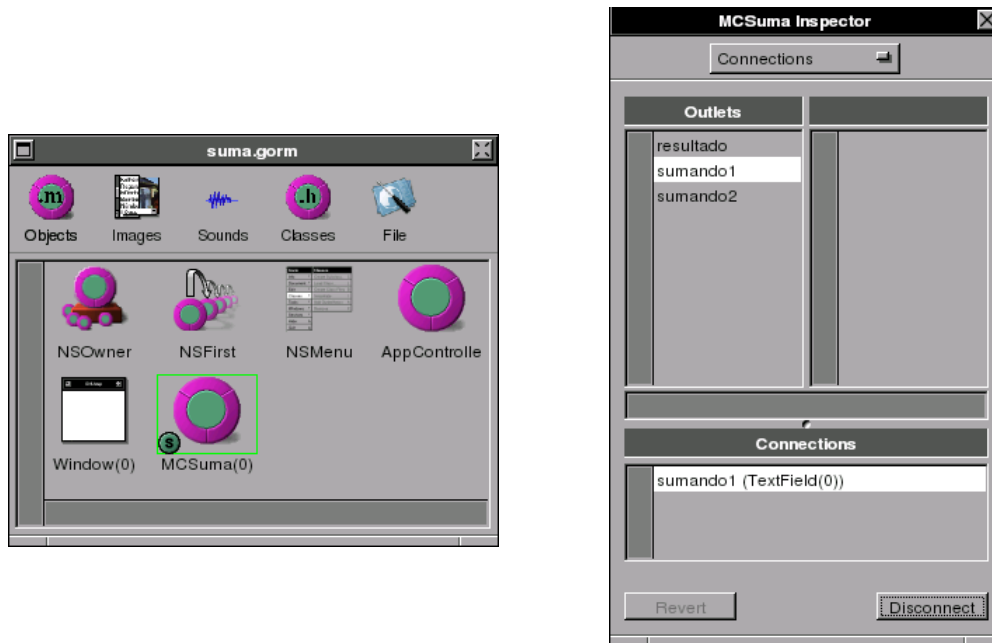 suma.gorm
.m
.h
Objects
Images
Sounds
Classes
File
NSOwner
NSFirst
NSMenu
AppControlle
Window(0)
S
MCSuma(0)
MCSuma Inspector
Connections
Outlets
resultado
sumando1
sumando2
Connections
sumando1 (TextField(0))
Revert
Disconnect